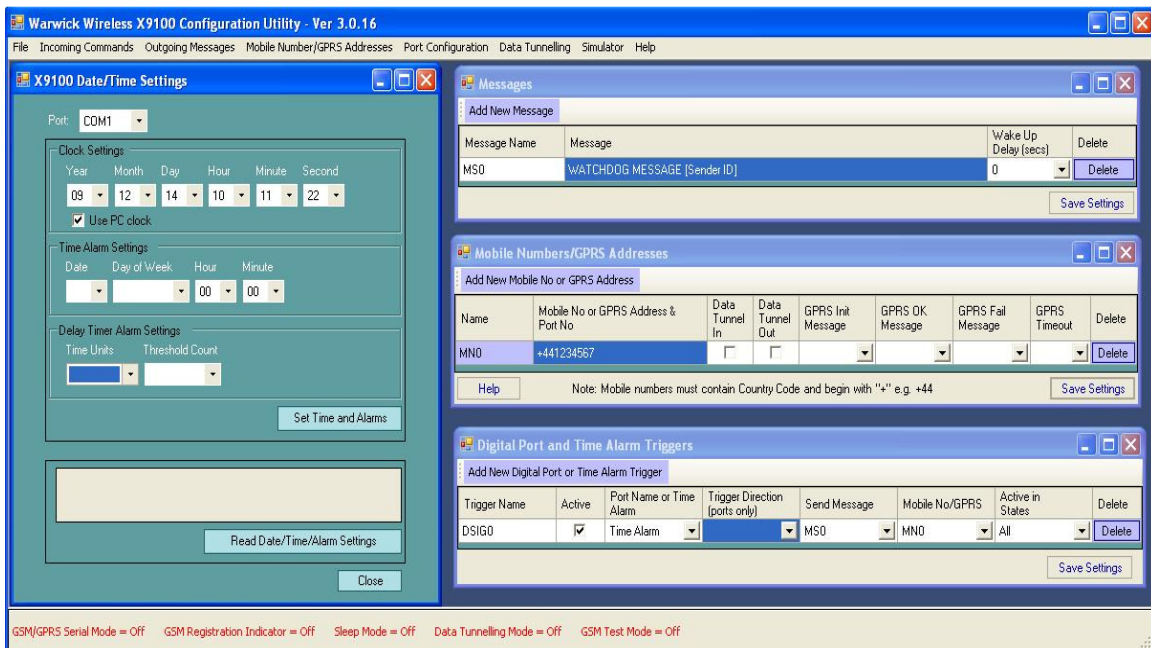 Warwick Wireless X9100 Configuration Utility - Ver 3.0.16
File Incoming Commands Outgoing Messages Mobile Number/GPRS Addresses Port Configuration Data Tunnelling Simulator Help
X9100 Date/Time Settings
Port: COM1
Clock Settings
Year Month Day Hour Minute Second
09 12 14 10 11 22
Use PC clock
Time Alarm Settings
Date Day of Week Hour Minute
00 00
Delay Timer Alarm Settings
Time Units Threshold Count
Set Time and Alarms
Read Date/Time/Alarm Settings
Close
Messages
Add New Message
Message Name Message Wake Up Delay (secs) Delete
MS0 WATCHDOG MESSAGE [Sender ID] 0 Delete
Save Settings
Mobile Numbers/GPRS Addresses
Add New Mobile No or GPRS Address
Name Mobile No or GPRS Address & Port No Data Tunnel In Data Tunnel Out GPRS Init Message GPRS OK Message GPRS Fail Message GPRS Timeout Delete
MN0 +441234567 Delete
Help Note: Mobile numbers must contain Country Code and begin with "+" e.g. +44 Save Settings
Digital Port and Time Alarm Triggers
Add New Digital Port or Time Alarm Trigger
Trigger Name Active Port Name or Time Alarm Trigger Direction (ports only) Send Message Mobile No/GPRS Active in States Delete
DSIG0 Time Alarm MS0 MN0 All Delete
Save Settings
GSM/GPRS Serial Mode = Off GSM Registration Indicator = Off Sleep Mode = Off Data Tunnelling Mode = Off GSM Test Mode = Off